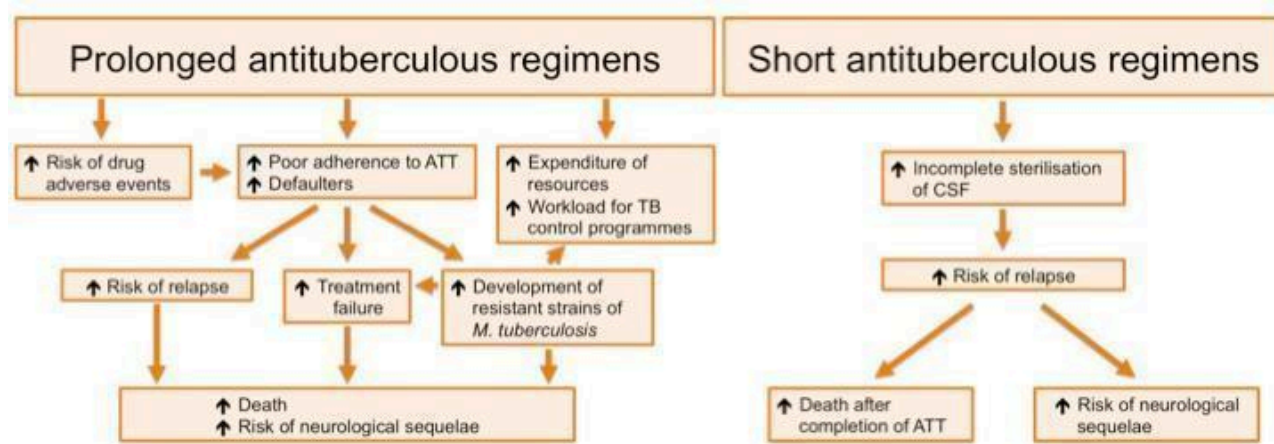 Prolonged antituberculous regimens
Short antituberculous regimens
↑ Risk of drug
adverse events
↑ Poor adherence to ATT
↑ Defaulters
↑ Expenditure of
resources
↑ Workload for TB
control programmes
↑ Risk of relapse
↑ Treatment
failure
↑ Development of
resistant strains of
M. tuberculosis
↑ Death
↑ Risk of neurological sequelae
↑ Incomplete sterilisation
of CSF
↑ Risk of relapse
↑ Death after
completion of ATT
↑ Risk of neurological
sequelae